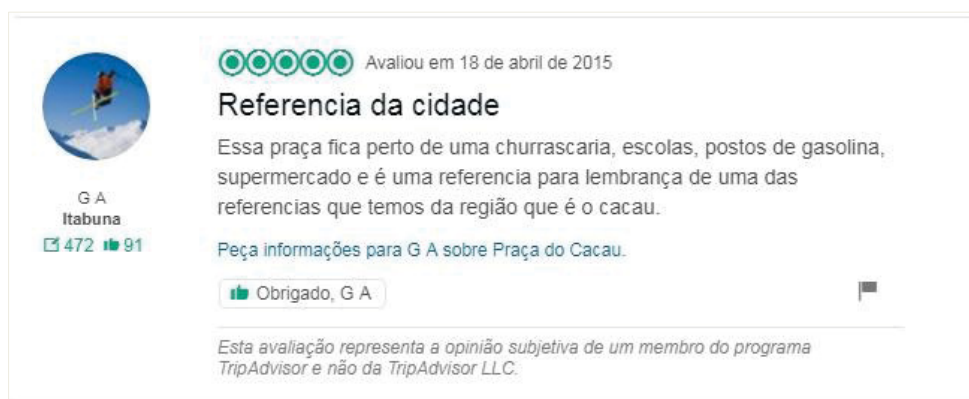 Avaliou em 18 de abril de 2015
Referencia da cidade
Essa praça fica perto de uma churrascaria, escolas, postos de gasolina,
supermercado e é uma referencia para lembrança de uma das
referencias que temos da região que é o cacau.
G A
Itabuna
472 91
Peça informações para G A sobre Praça do Cacau.
Obrigado, G A
Esta avaliação representa a opinião subjetiva de um membro do programa
TripAdvisor e não da TripAdvisor LLC.